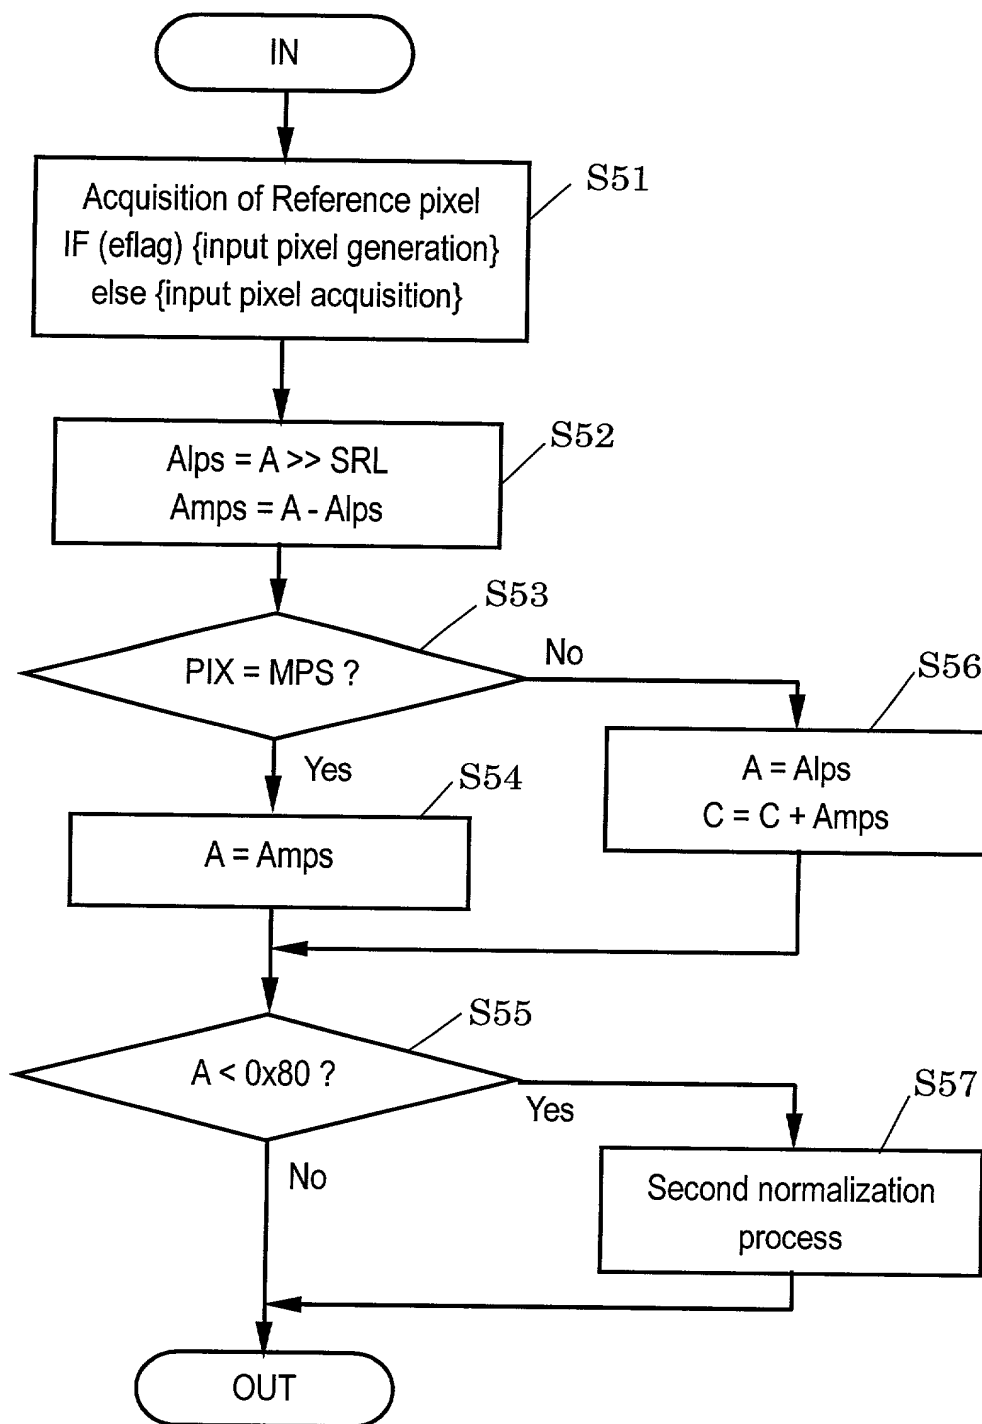 IN
Acquisition of Reference pixel
IF (eflag) {input pixel generation}
else {input pixel acquisition}
S51
Alps = A >> SRL
Amps = A - Alps
S52
PIX = MPS ?
S53
No
Yes
A = Amps
S54
A = Alps
C = C + Amps
S56
A < 0x80 ?
S55
Yes
No
Second normalization
process
S57
OUT